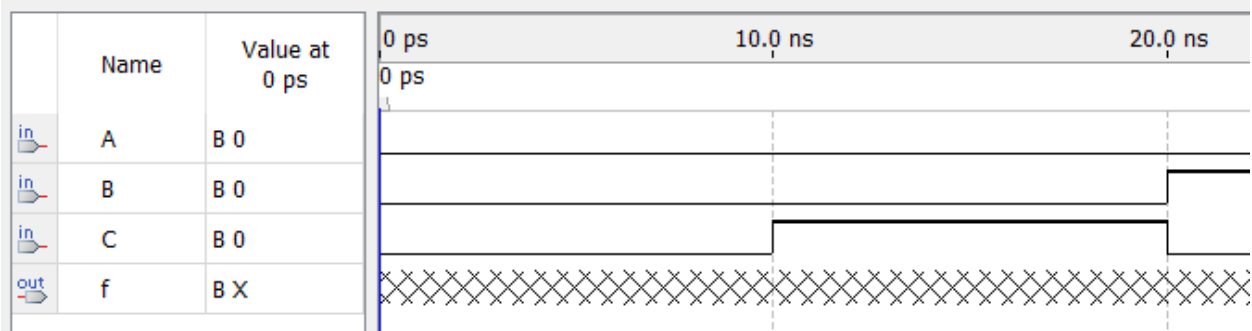 Name
Value at
0 ps
0 ps
10.0 ns
20.0 ns
0 ps
in
A
B 0
in
B
B 0
in
C
B 0
out
f
B X